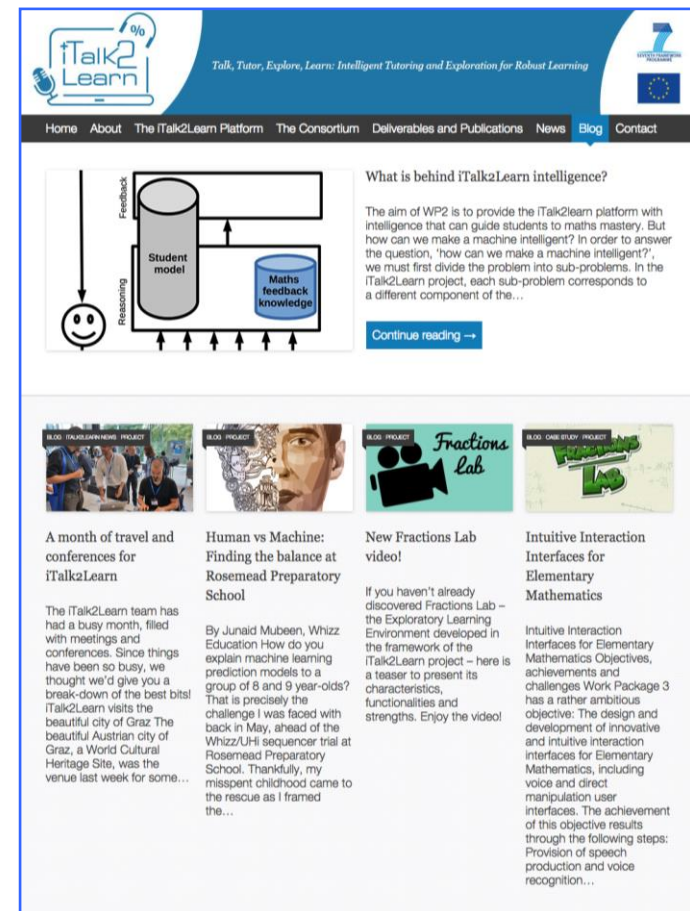 iTalk2
Learn
%
Talk, Tutor, Explore, Learn: Intelligent Tutoring and Exploration for Robust Learning
7
SEVENTH FRAMEWORK
PROGRAMME
Home About The iTalk2Learn Platform The Consortium Deliverables and Publications News Blog Contact
Feedback
Reasoning
Student
model
Maths
feedback
knowledge
What is behind iTalk2Learn intelligence?
The aim of WP2 is to provide the iTalk2learn platform with
intelligence that can guide students to maths mastery. But
how can we make a machine intelligent? In order to answer
the question, ‘how can we make a machine intelligent?’,
we must first divide the problem into sub-problems. In the
iTalk2Learn project, each sub-problem corresponds to
a different component of the…
Continue reading →
BLOG ITALK2LEARN NEWS PROJECT
A month of travel and
conferences for
iTalk2Learn
The iTalk2Learn team has
had a busy month, filled
with meetings and
conferences. Since things
have been so busy, we
thought we’d give you a
break-down of the best bits!
iTalk2Learn visits the
beautiful city of Graz The
beautiful Austrian city of
Graz, a World Cultural
Heritage Site, was the
venue last week for some…
BLOG PROJECT
Human vs Machine:
Finding the balance at
Rosemead Preparatory
School
By Junaid Mubeen, Whizz
Education How do you
explain machine learning
prediction models to a
group of 8 and 9 year-olds?
That is precisely the
challenge I was faced with
back in May, ahead of the
Whizz/UHi sequencer trial at
Rosemead Preparatory
School. Thankfully, my
misspent childhood came to
the rescue as I framed
the…
BLOG PROJECT
Fractions
Lab
New Fractions Lab
video!
If you haven’t already
discovered Fractions Lab –
the Exploratory Learning
Environment developed in
the framework of the
iTalk2Learn project – here is
a teaser to present its
characteristics,
functionalities and
strengths. Enjoy the video!
BLOG CASE STUDY PROJECT
FRACTIONS
LAB
Intuitive Interaction
Interfaces for
Elementary
Mathematics
Intuitive Interaction
Interfaces for Elementary
Mathematics Objectives,
achievements and
challenges Work Package 3
has a rather ambitious
objective: The design and
development of innovative
and intuitive interaction
interfaces for Elementary
Mathematics, including
voice and direct
manipulation user
interfaces. The achievement
of this objective results
through the following steps:
Provision of speech
production and voice
recognition…